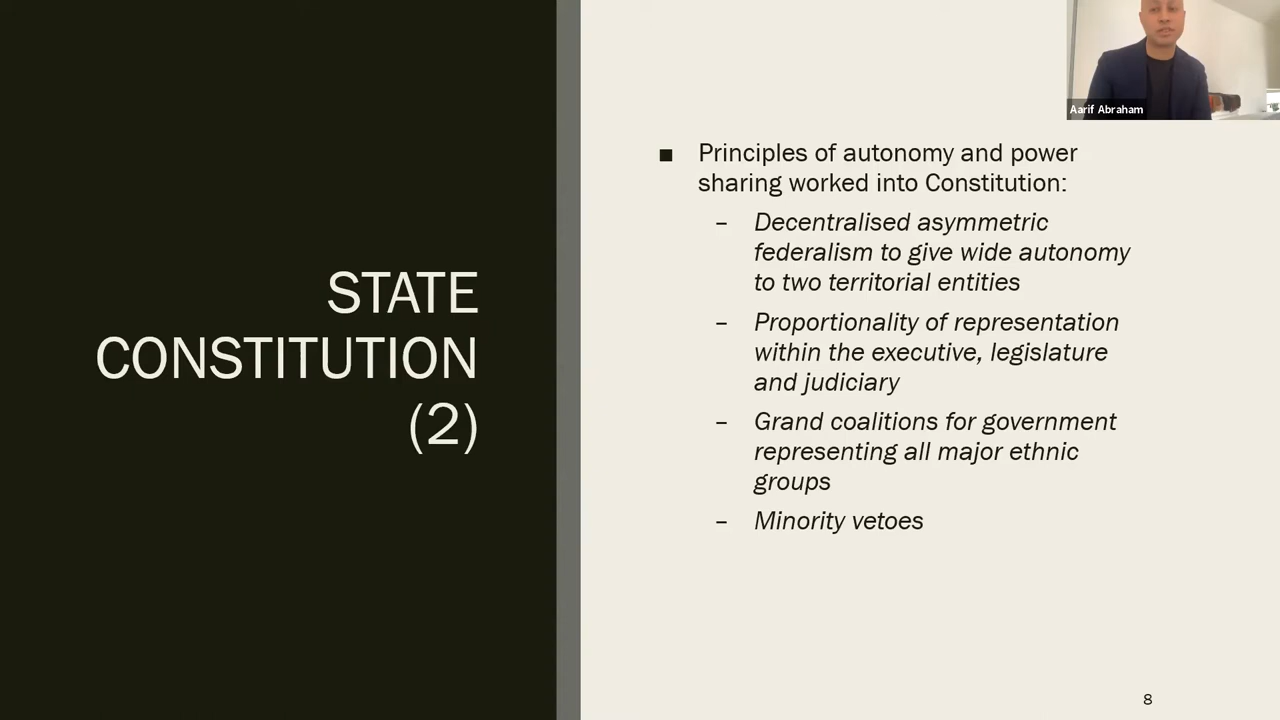 STATE
CONSTITUTION
(2)
Aarif Abraham
■ Principles of autonomy and power
sharing worked into Constitution:
– Decentralised asymmetric
federalism to give wide autonomy
to two territorial entities
– Proportionality of representation
within the executive, legislature
and judiciary
– Grand coalitions for government
representing all major ethnic
groups
– Minority vetoes
8